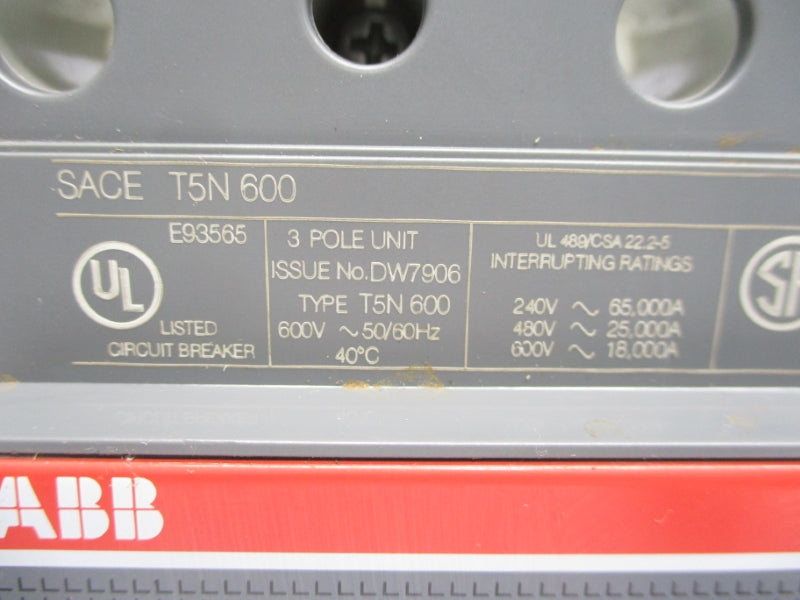 SACE T5N 600
E93565
UL
LISTED
CIRCUIT BREAKER
3 POLE UNIT
ISSUE No.DW7906
TYPE T5N 600
600V ~50/60Hz
40°C
UL 489/CSA 22.2-5
INTERRUPTING RATINGS
240V ~ 65,000A
480V ~ 25,000A
600V ~ 18,000A
ABB